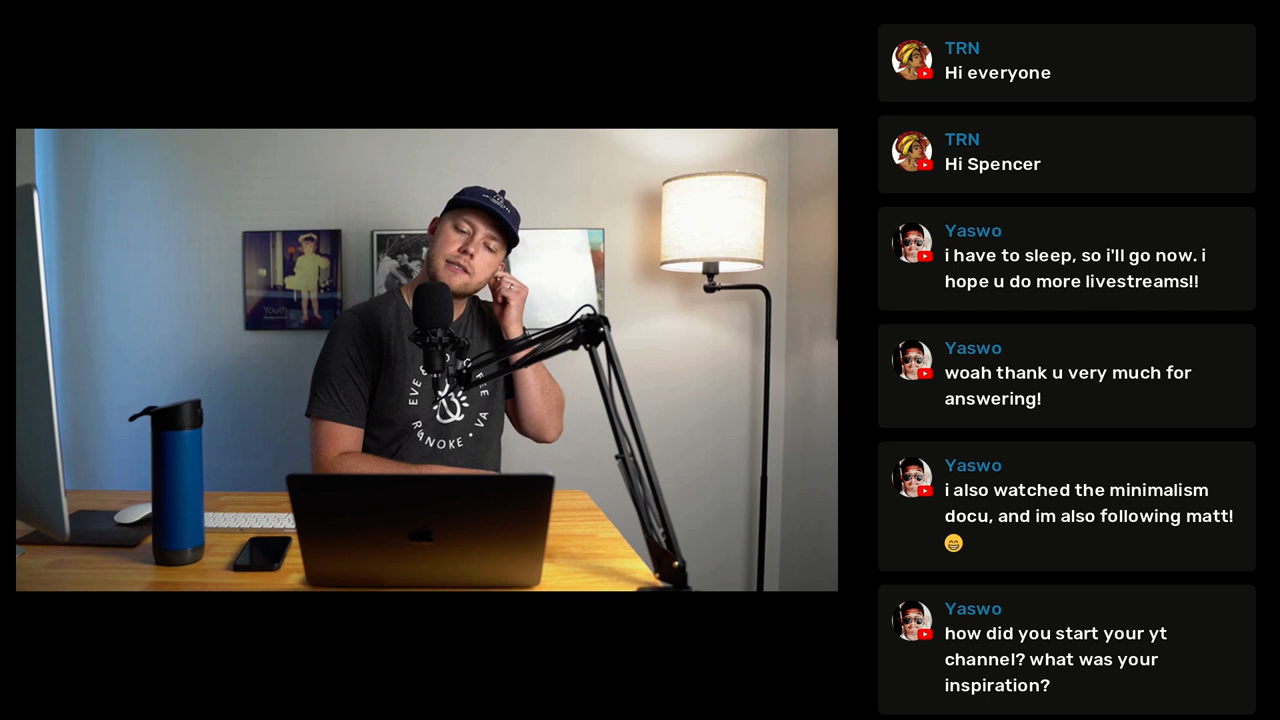 TRN
Hi everyone
TRN
Hi Spencer
Yaswo
i have to sleep, so i'll go now. i
hope u do more livestreams!!
Yaswo
woah thank u very much for
answering!
Yaswo
i also watched the minimalism
docu, and im also following matt!
😁
Yaswo
how did you start your yt
channel? what was your
inspiration?
Youth
ROANOKE • VA